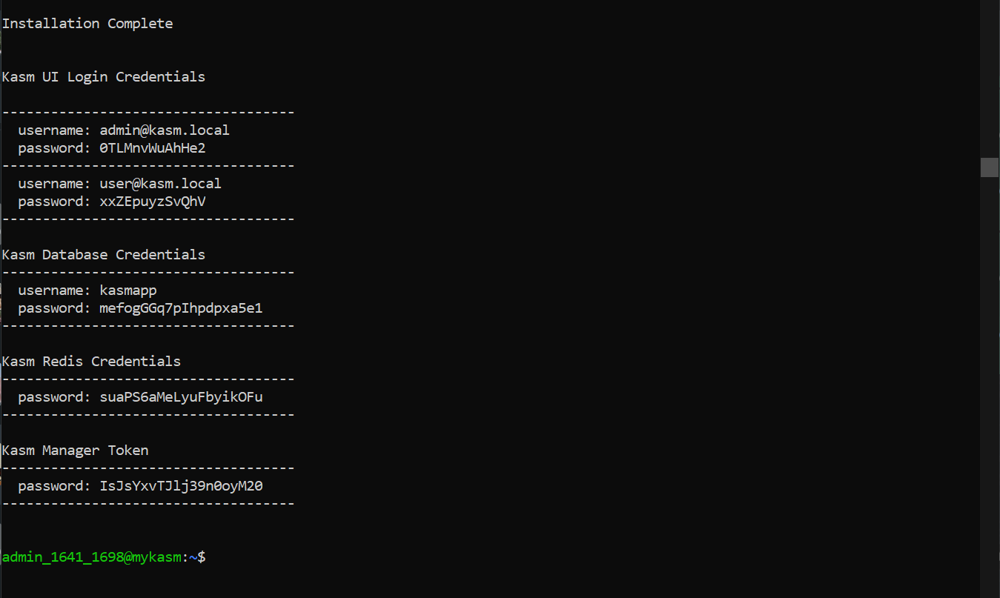 Installation Complete
Kasm UI Login Credentials
------------------------------------
username: admin@kasm.local
password: 0TLMnvWuAhHe2
------------------------------------
username: user@kasm.local
password: xxZEpuyzSvQhV
------------------------------------
Kasm Database Credentials
------------------------------------
username: kasmapp
password: mefogGGq7pIhpdpxa5e1
------------------------------------
Kasm Redis Credentials
------------------------------------
password: suaPS6aMeLyuFbyikOFu
------------------------------------
Kasm Manager Token
------------------------------------
password: IsJsYxvTJlj39n0oyM20
------------------------------------
admin_1641_1698@mykasm:~$